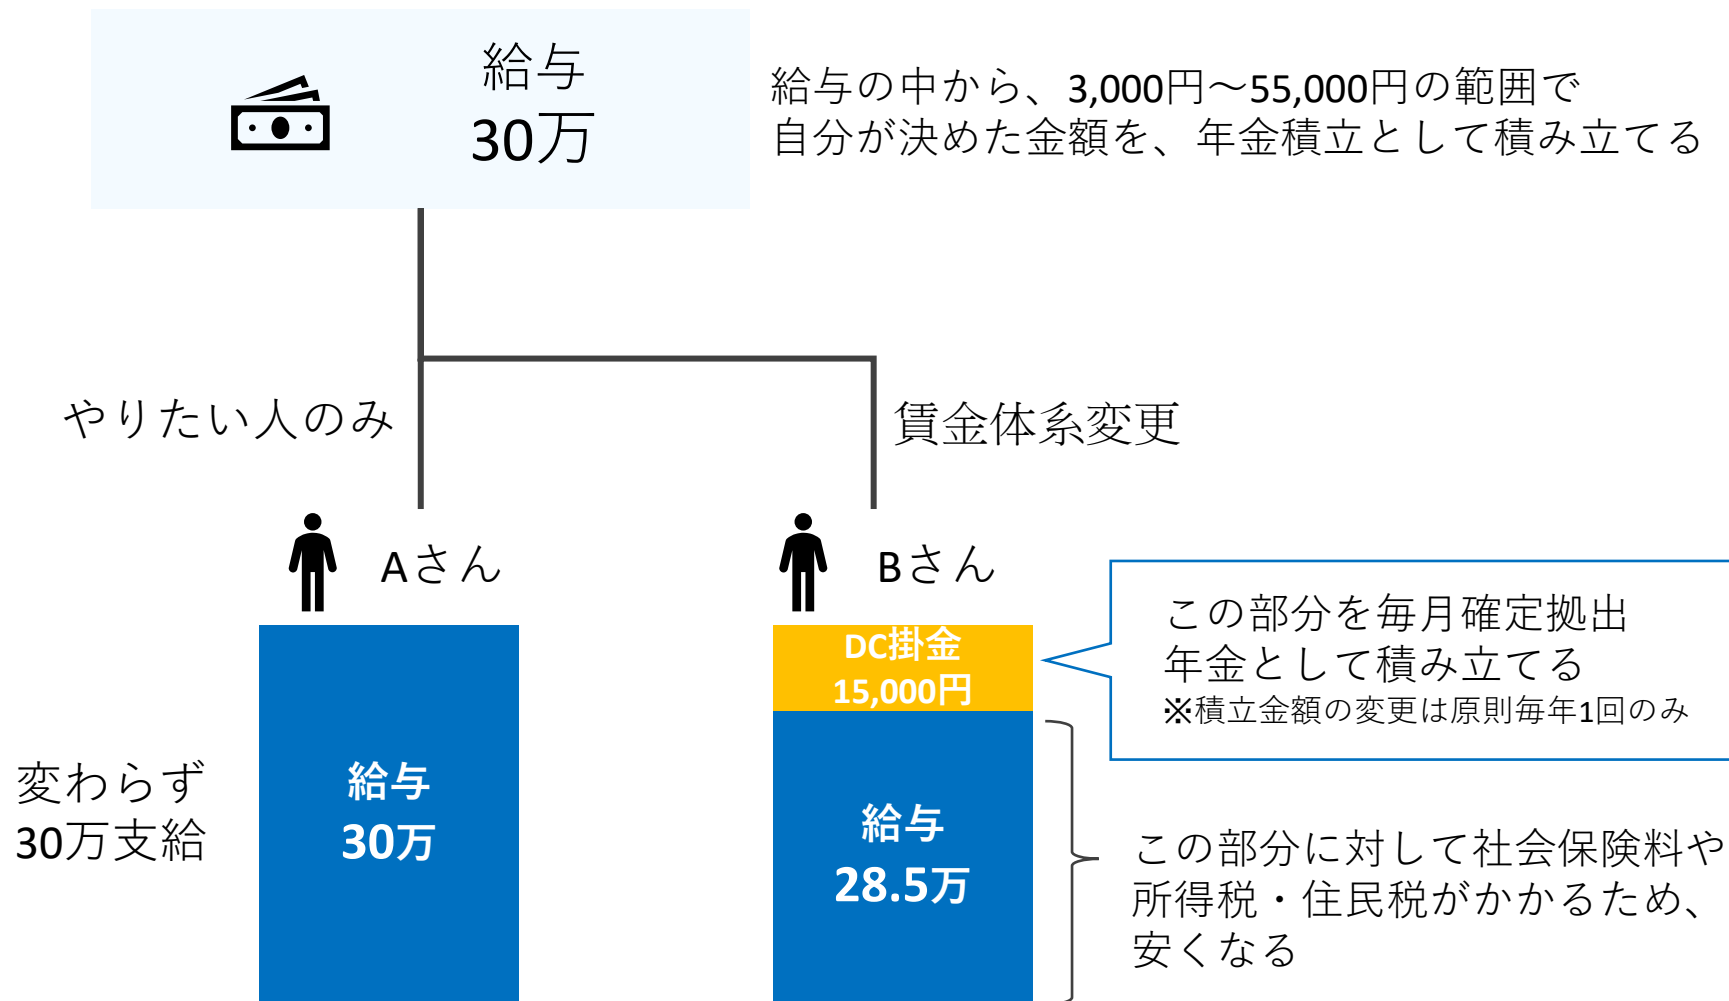 給与
30万
給与の中から、3,000円～55,000円の範囲で
自分が決めた金額を、年金積立として積み立てる
やりたい人のみ
賃金体系変更
Aさん
Bさん
変わらず
30万支給
給与
30万
DC掛金
15,000円
給与
28.5万
この部分を毎月確定拠出
年金として積み立てる
※積立金額の変更は原則毎年1回のみ
この部分に対して社会保険料や
所得税・住民税がかかるため、
安くなる